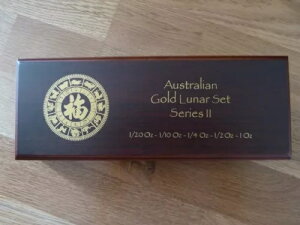 福
Australian
Gold Lunar Set
Series II
1/20 Oz - 1/10 Oz - 1/4 Oz - 1/2 Oz - 1 Oz